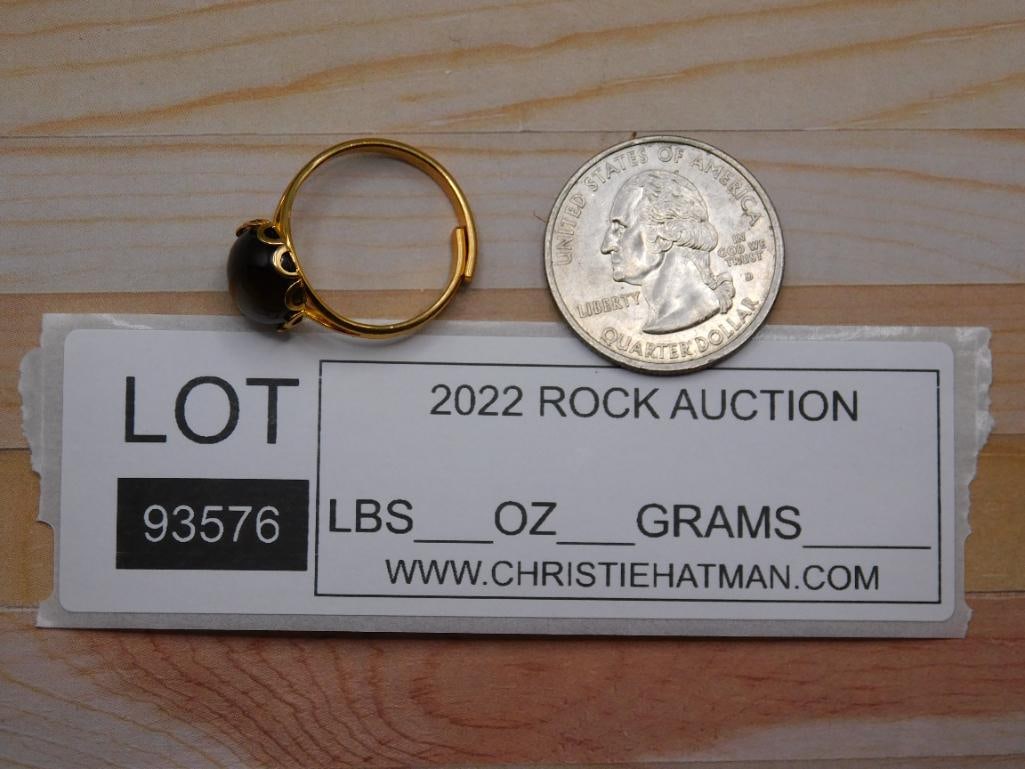 UNITED STATES OF AMERICA
IN
GOD WE
TRUST
D
LIBERTY
QUARTER DOLLAR
LOT
93576
2022 ROCK AUCTION
LBS___OZ___GRAMS_____
WWW.CHRISTIEHATMAN.COM